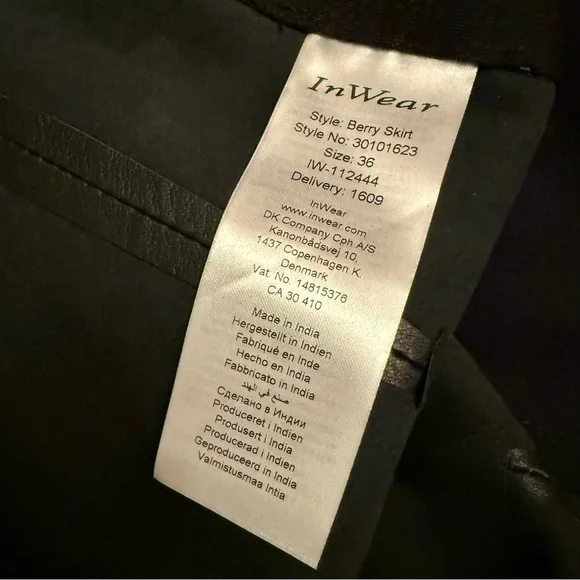 InWear
Style: Berry Skirt
Style No: 30101623
Size: 36
IW-112444
Delivery: 1609
InWear
www.inwear.com
DK Company Cph A/S
Kanonbådsvej 10,
1437 Copenhagen K
Denmark
Vat. No. 14815376
CA 30 410
Made in India
Hergestellt in Indien
Fabriqué en Inde
Hecho en India
Fabbricato in India
صنع في الهند
Сделано в Индии
Produceret i Indien
Produsert i India
Producerad i Indien
Geproduceerd in India
Valmistusmaa Intia